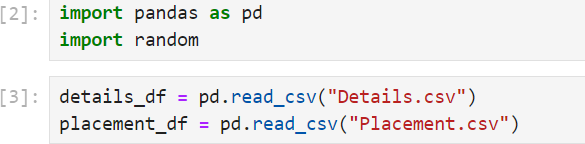 [2]: import pandas as pd
import random
[3]: details_df = pd.read_csv("Details.csv")
placement_df = pd.read_csv("Placement.csv")